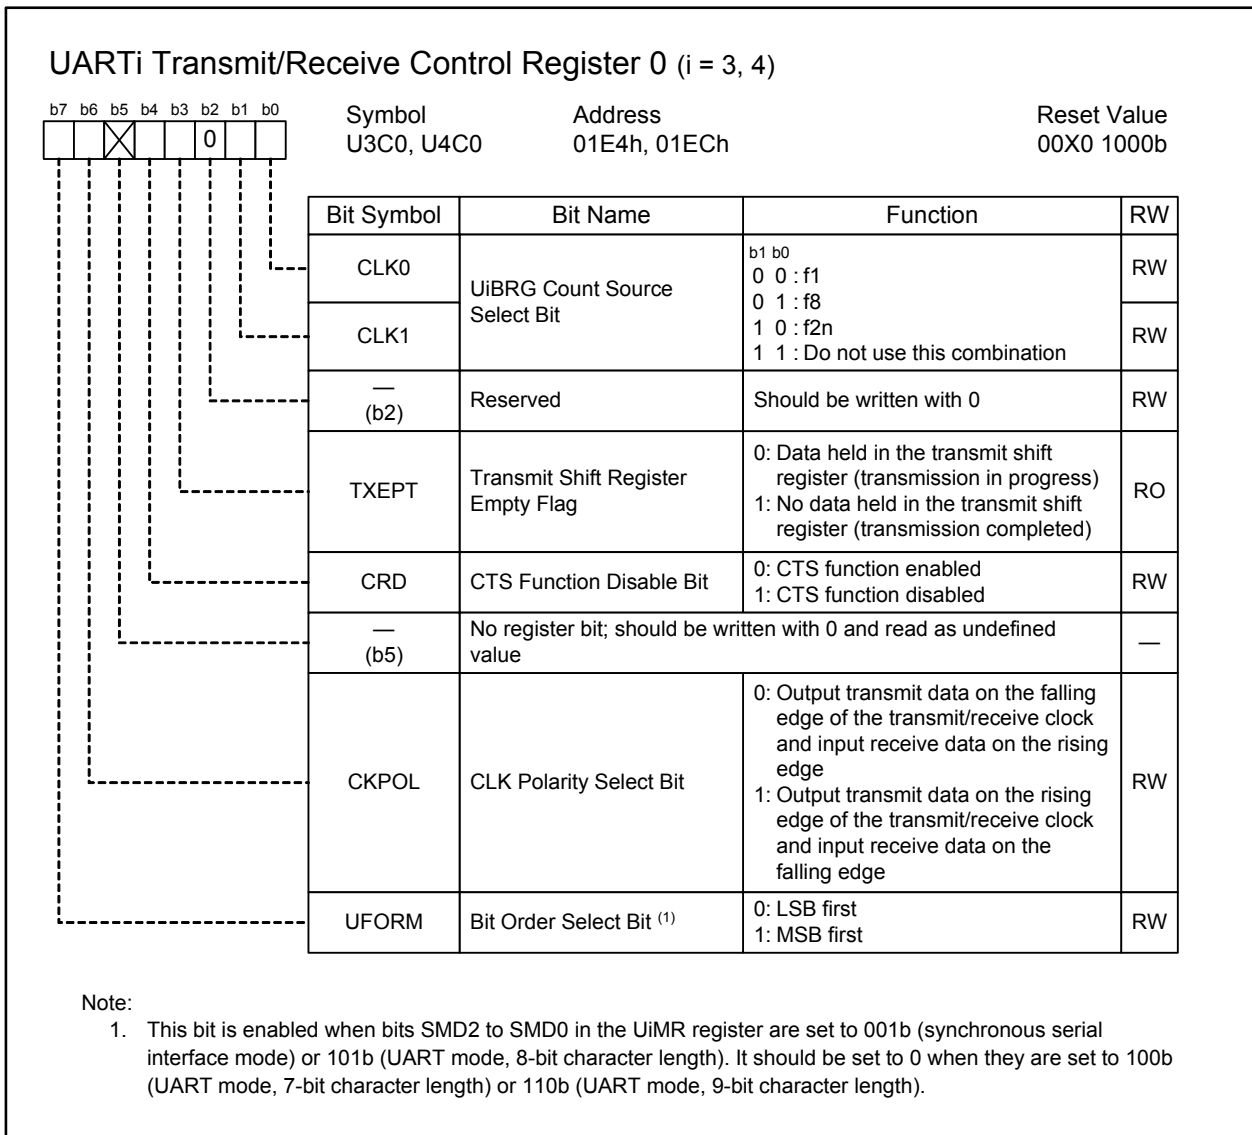 UARTi Transmit/Receive Control Register 0 (i = 3, 4)
b7 b6 b5 b4 b3 b2 b1 b0
0
Symbol Address Reset Value
U3C0, U4C0 01E4h, 01ECh 00X0 1000b
Bit Symbol Bit Name Function RW
CLK0
UiBRG Count Source
Select Bit
b1 b0
0 0 : f1
0 1 : f8
1 0 : f2n
1 1 : Do not use this combination
RW
CLK1
RW
—
(b2)
Reserved
Should be written with 0
RW
TXEPT
Transmit Shift Register
Empty Flag
0: Data held in the transmit shift
register (transmission in progress)
1: No data held in the transmit shift
register (transmission completed)
RO
CRD
CTS Function Disable Bit
0: CTS function enabled
1: CTS function disabled
RW
—
(b5)
No register bit; should be written with 0 and read as undefined
value
—
CKPOL
CLK Polarity Select Bit
0: Output transmit data on the falling
edge of the transmit/receive clock
and input receive data on the rising
edge
1: Output transmit data on the rising
edge of the transmit/receive clock
and input receive data on the
falling edge
RW
UFORM
Bit Order Select Bit (1)
0: LSB first
1: MSB first
RW
Note:
1. This bit is enabled when bits SMD2 to SMD0 in the UiMR register are set to 001b (synchronous serial
interface mode) or 101b (UART mode, 8-bit character length). It should be set to 0 when they are set to 100b
(UART mode, 7-bit character length) or 110b (UART mode, 9-bit character length).